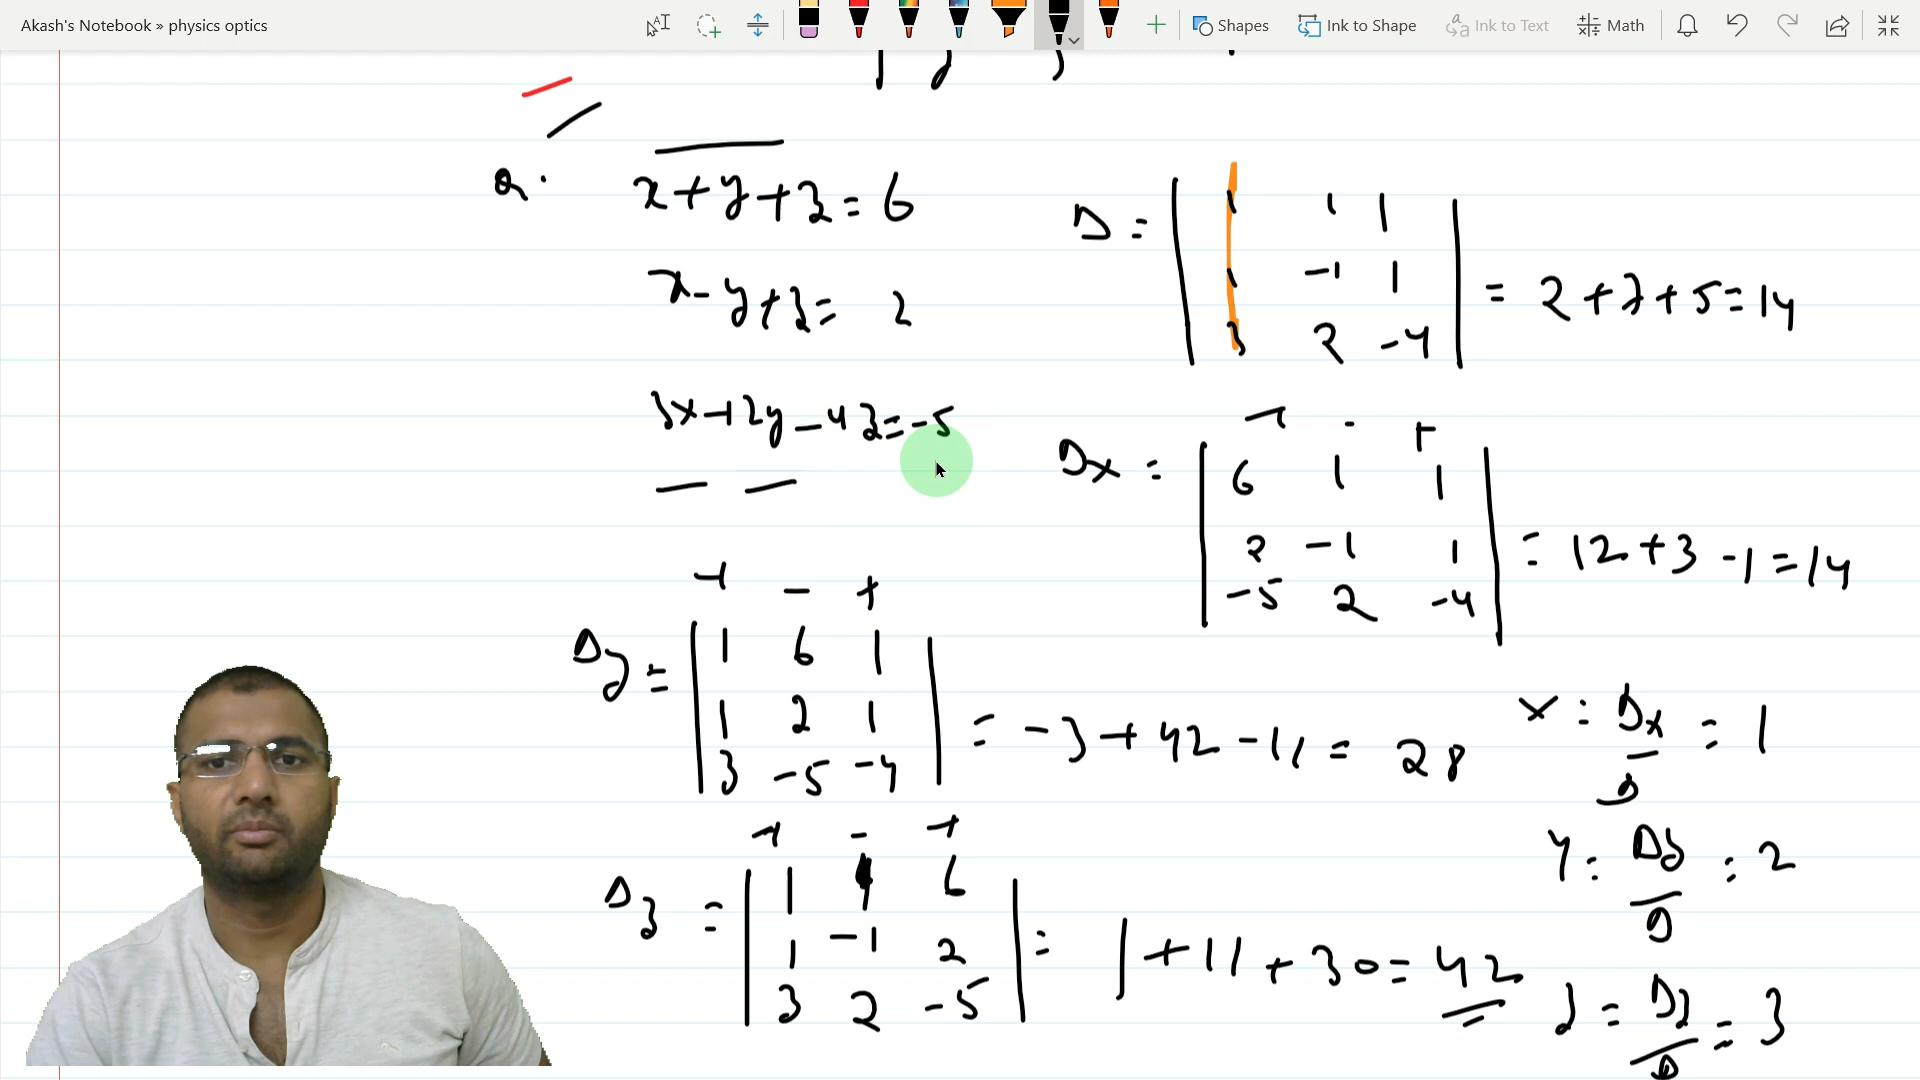 Akash's Notebook » physics optics
Shapes Ink to Shape Ink to Text Math
Q. x+y+z=6
x-y+z=2
3x+2y-4z=-5
D = | 1 1 1 |
| 1 -1 1 | = 2+7+5=14
| 3 2 -4 |
+ - +
Dx = | 6 1 1 |
| 2 -1 1 | = 12+3-1=14
| -5 2 -4 |
+ - +
Dy = | 1 6 1 |
| 1 2 1 | = -3+42-11=28
| 3 -5 -4 |
+ - +
Dz = | 1 1 6 |
| 1 -1 2 | = 1+11+30=42
| 3 2 -5 |
x = Dx/D = 1
y = Dy/D = 2
z = Dz/D = 3